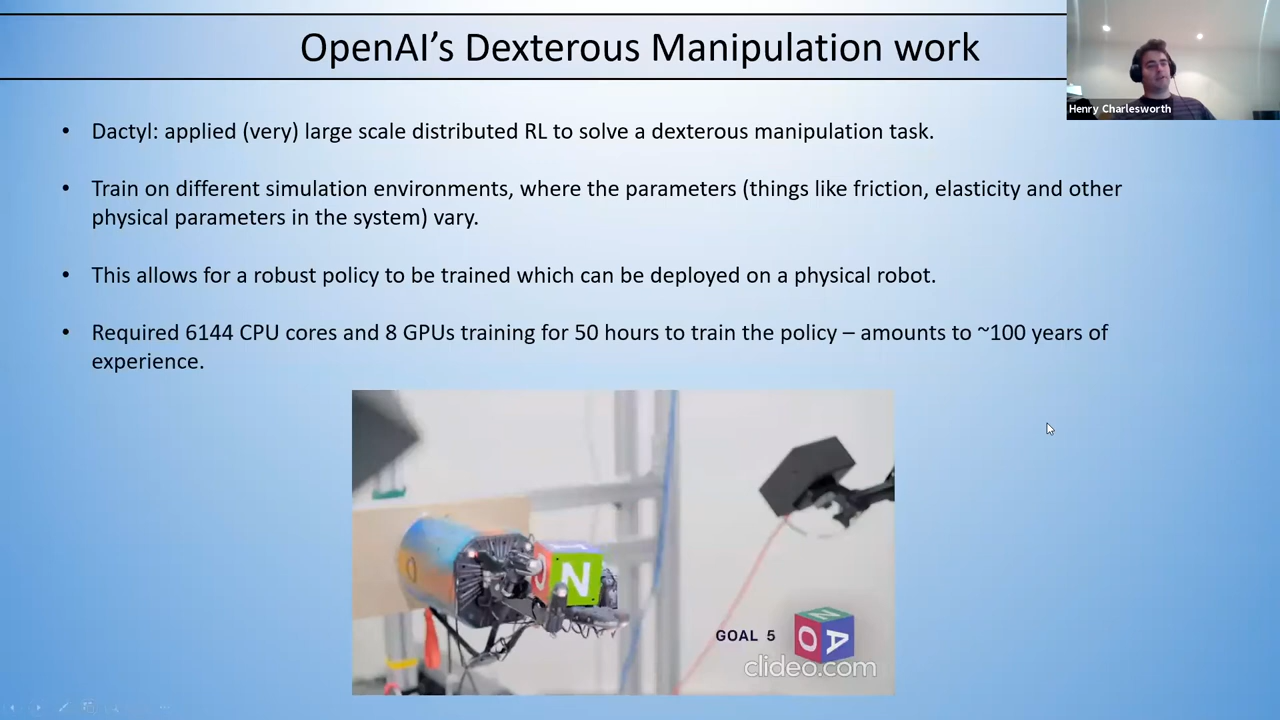 OpenAI’s Dexterous Manipulation work
Henry Charlesworth
• Dactyl: applied (very) large scale distributed RL to solve a dexterous manipulation task.
• Train on different simulation environments, where the parameters (things like friction, elasticity and other
physical parameters in the system) vary.
• This allows for a robust policy to be trained which can be deployed on a physical robot.
• Required 6144 CPU cores and 8 GPUs training for 50 hours to train the policy – amounts to ~100 years of
experience.
O N
GOAL 5
N O A
clideo.com